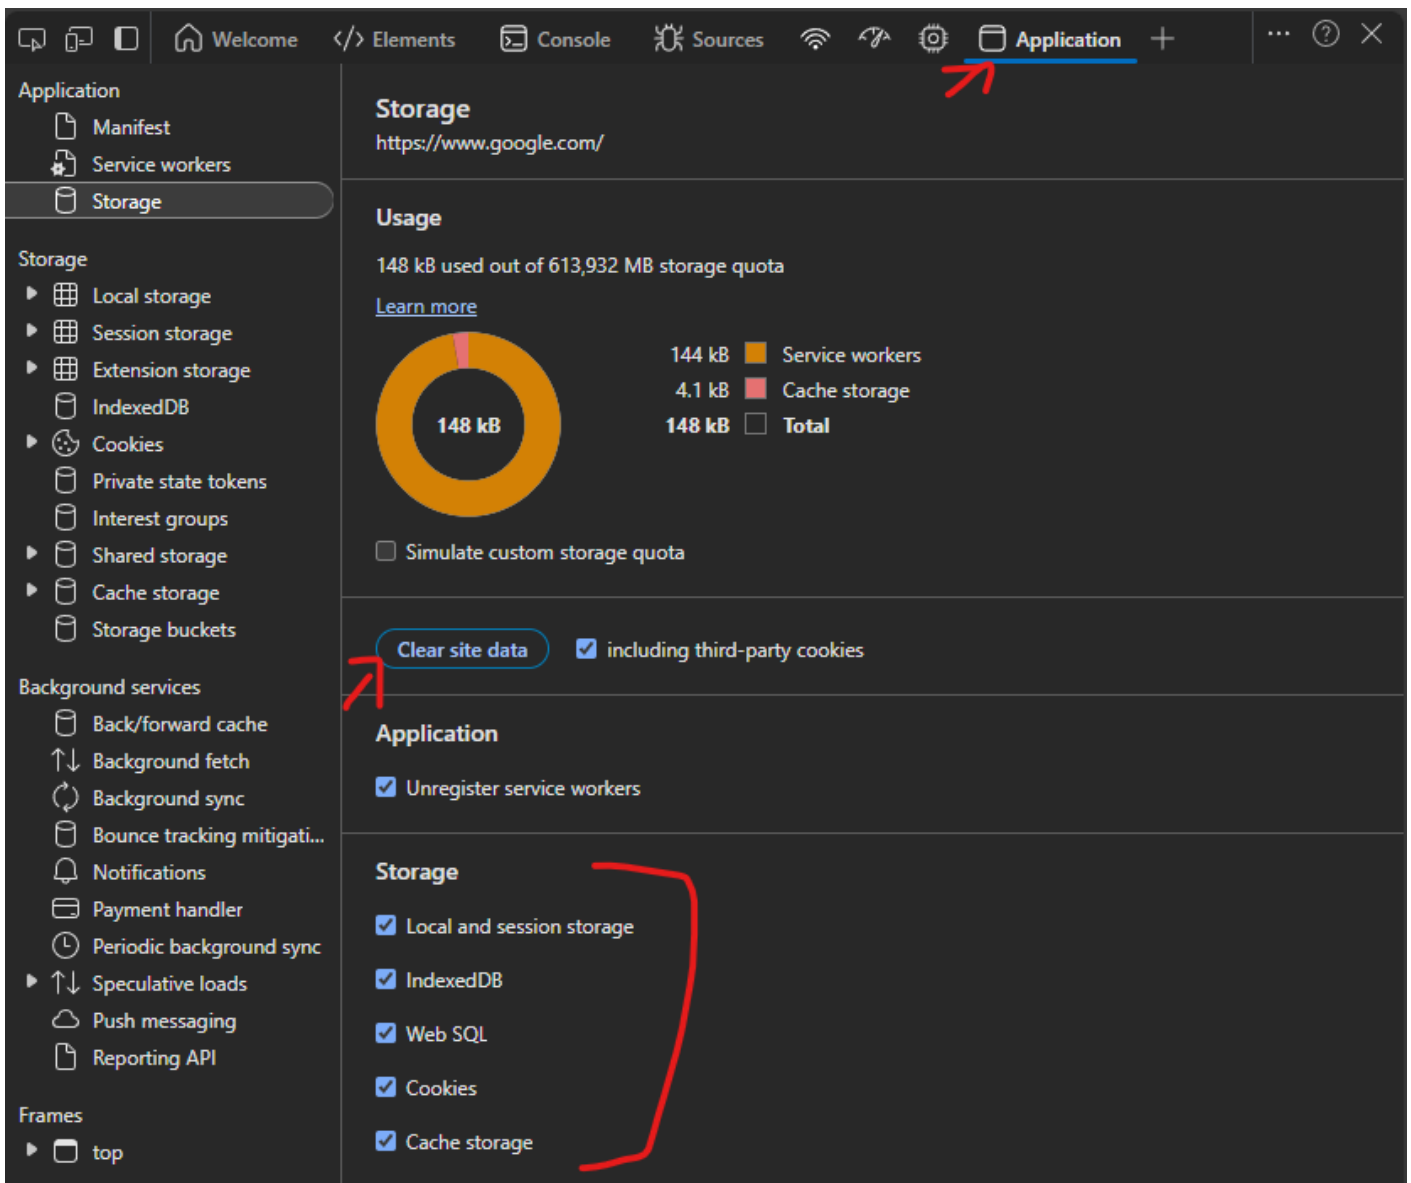 Welcome
Elements
Console
Sources
Application
Application
Manifest
Service workers
Storage
Storage
Local storage
Session storage
Extension storage
IndexedDB
Cookies
Private state tokens
Interest groups
Shared storage
Cache storage
Storage buckets
Background services
Back/forward cache
Background fetch
Background sync
Bounce tracking mitigati...
Notifications
Payment handler
Periodic background sync
Speculative loads
Push messaging
Reporting API
Frames
top
Storage
https://www.google.com/
Usage
148 kB used out of 613,932 MB storage quota
Learn more
148 kB
144 kB Service workers
4.1 kB Cache storage
148 kB Total
Simulate custom storage quota
Clear site data including third-party cookies
Application
Unregister service workers
Storage
Local and session storage
IndexedDB
Web SQL
Cookies
Cache storage